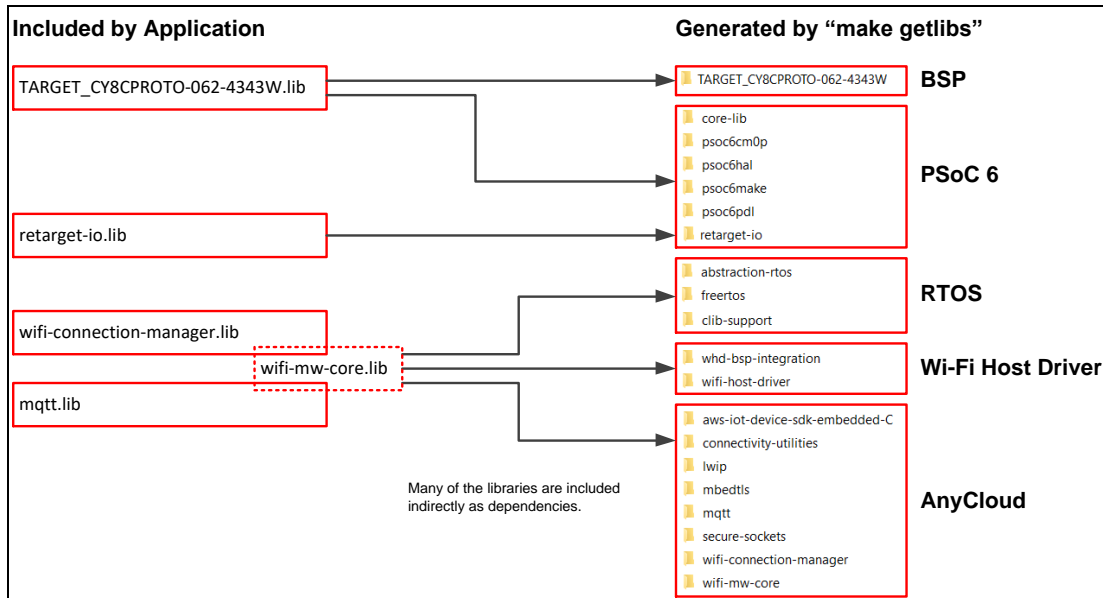 Included by Application
Generated by “make getlibs”
TARGET_CY8CPROTO-062-4343W.lib
TARGET_CY8CPROTO-062-4343W
BSP
core-lib
psoc6cm0p
psoc6hal
psoc6make
psoc6pdl
retarget-io
PSoC 6
retarget-io.lib
abstraction-rtos
freertos
clib-support
RTOS
wifi-connection-manager.lib
wifi-mw-core.lib
mqtt.lib
whd-bsp-integration
wifi-host-driver
Wi-Fi Host Driver
aws-iot-device-sdk-embedded-C
connectivity-utilities
lwip
mbedtls
mqtt
secure-sockets
wifi-connection-manager
wifi-mw-core
AnyCloud
Many of the libraries are included
indirectly as dependencies.